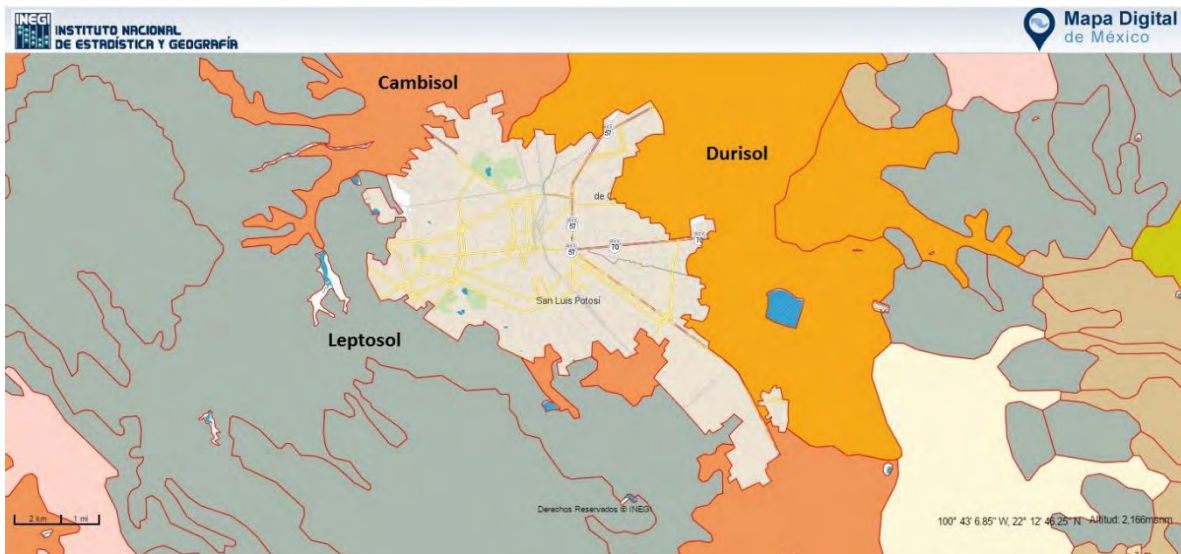 INEGI
INSTITUTO NACIONAL
DE ESTADÍSTICA Y GEOGRAFÍA
Mapa Digital
de México
Cambisol
57
Durisol
de
57
70
70
57
San Luis Potosí
Leptosol
Derechos Reservados © INEGI
2 km
1 mi
100° 43' 6.85" W, 22° 12' 46.25" N Altitud: 2,166msnm